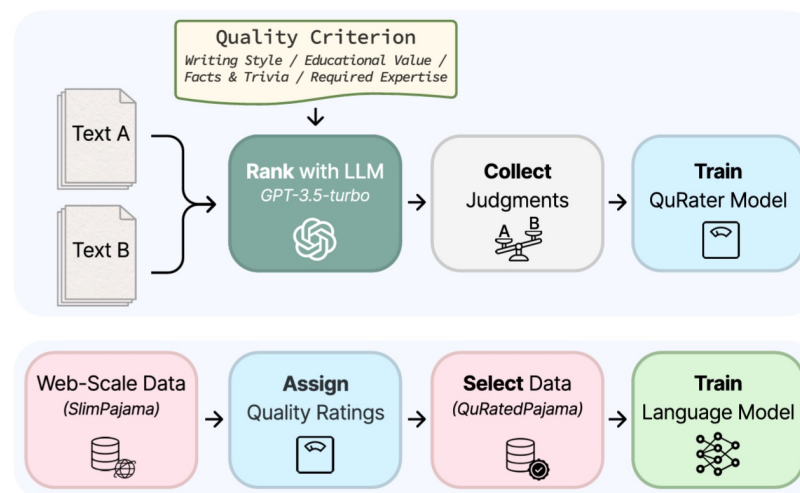 Quality Criterion
Writing Style / Educational Value /
Facts & Trivia / Required Expertise
Text A
Text B
Rank with LLM
GPT-3.5-turbo
Collect
Judgments
A
B
Train
QuRater Model
Web-Scale Data
(SlimPajama)
Assign
Quality Ratings
Select Data
(QuRatedPajama)
Train
Language Model